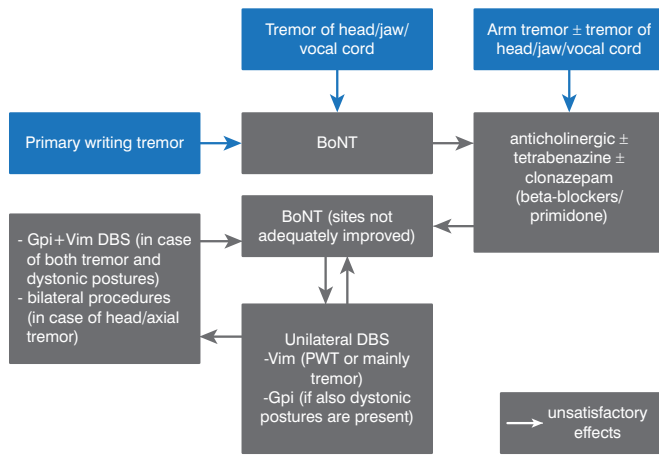 Tremor of head/jaw/
vocal cord
Arm tremor ± tremor of
head/jaw/vocal cord
Primary writing tremor
BoNT
anticholinergic ±
tetrabenazine ±
clonazepam
(beta-blockers/
primidone)
BoNT (sites not
adequately improved)
- Gpi+Vim DBS (in case
of both tremor and
dystonic postures)
- bilateral procedures
(in case of head/axial
tremor)
Unilateral DBS
-Vim (PWT or mainly
tremor)
-Gpi (if also dystonic
postures are present)
unsatisfactory
effects